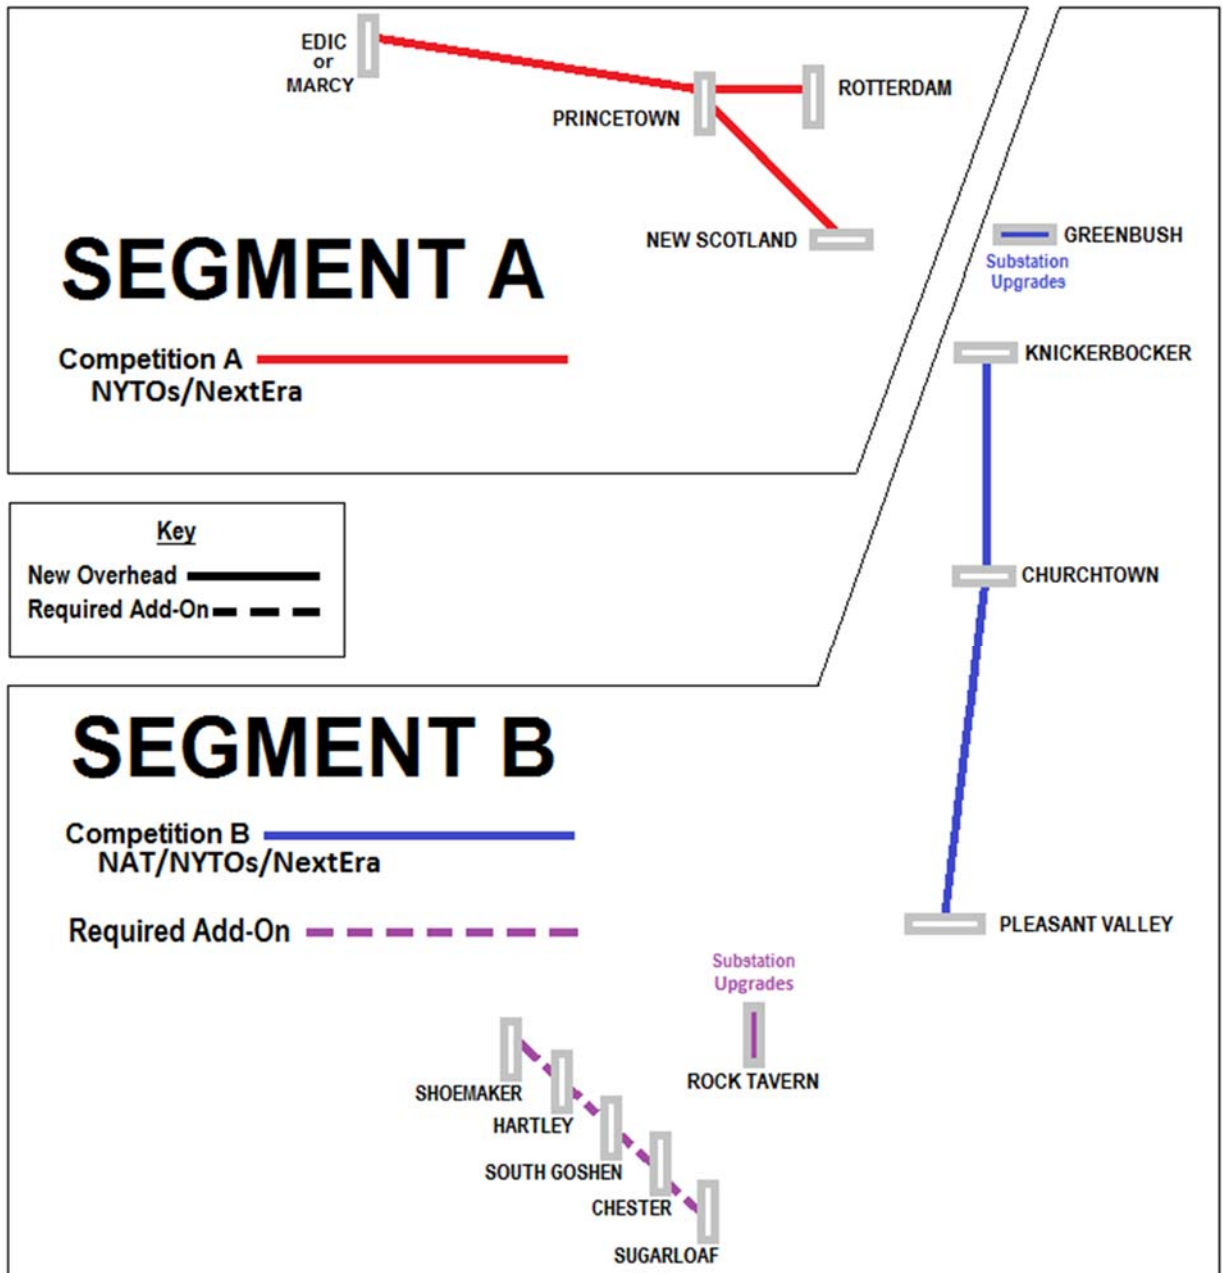 EDIC
or
MARCY
PRINCETOWN
ROTTERDAM
NEW SCOTLAND
SEGMENT A
Competition A
NYTOs/NextEra
GREENBUSH
Substation
Upgrades
KNICKERBOCKER
CHURCHTOWN
PLEASANT VALLEY
Key
New Overhead
Required Add-On
SEGMENT B
Competition B
NAT/NYTOs/NextEra
Required Add-On
Substation
Upgrades
ROCK TAVERN
SHOEMAKER
HARTLEY
SOUTH GOSHEN
CHESTER
SUGARLOAF